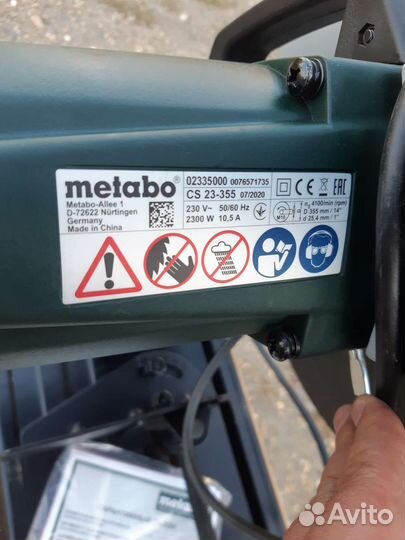 metabo
Metabo-Allee 1
D-72622 Nürtingen
Germany
Made in China
02335000 0076571735
CS 23-355 07/2020
230 V~ 50/60 Hz
2300 W 10,5 A
CE EAC
n₀ 4100/min (rpm)
D 355 mm / 14"
d 25,4 mm / 1"
M10
metabo
Avito